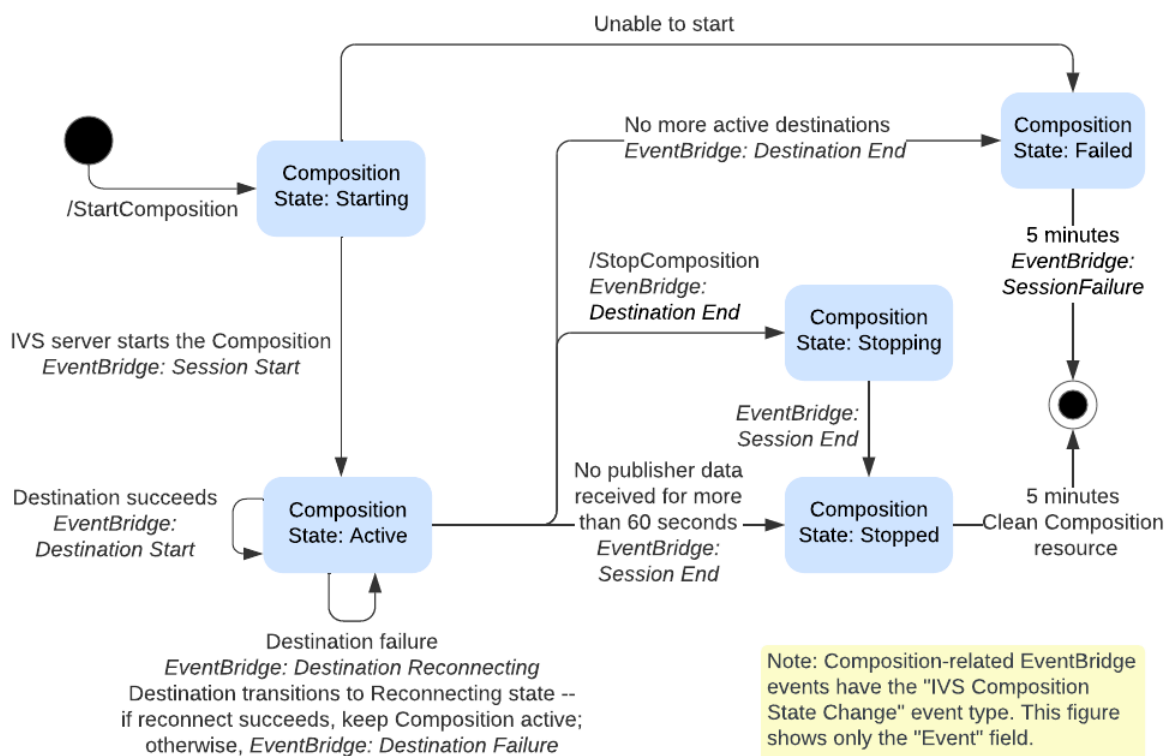 Unable to start
No more active destinations
EventBridge: Destination End
Composition
State: Failed
Composition
State: Starting
/StartComposition
5 minutes
EventBridge:
SessionFailure
/StopComposition
EvenBridge:
Destination End
Composition
State: Stopping
IVS server starts the Composition
EventBridge: Session Start
EventBridge:
Session End
No publisher data
received for more
than 60 seconds
EventBridge:
Session End
Destination succeeds
EventBridge:
Destination Start
Composition
State: Active
Composition
State: Stopped
5 minutes
Clean Composition
resource
Destination failure
EventBridge: Destination Reconnecting
Destination transitions to Reconnecting state --
if reconnect succeeds, keep Composition active;
otherwise, EventBridge: Destination Failure
Note: Composition-related EventBridge
events have the "IVS Composition
State Change" event type. This figure
shows only the "Event" field.